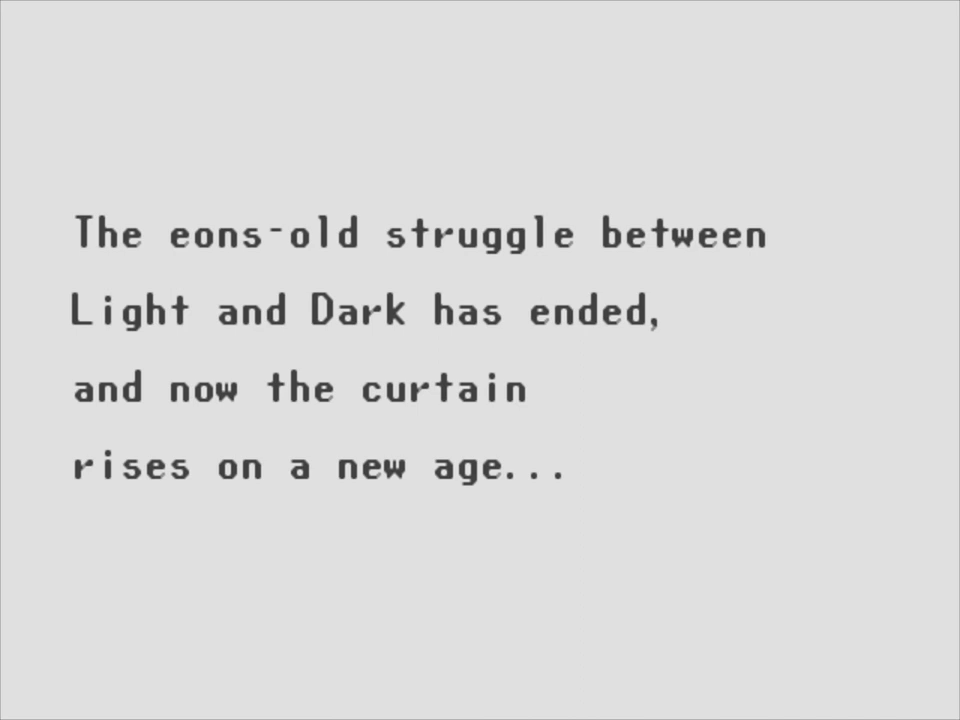 The eons-old struggle between
Light and Dark has ended,
and now the curtain
rises on a new age...